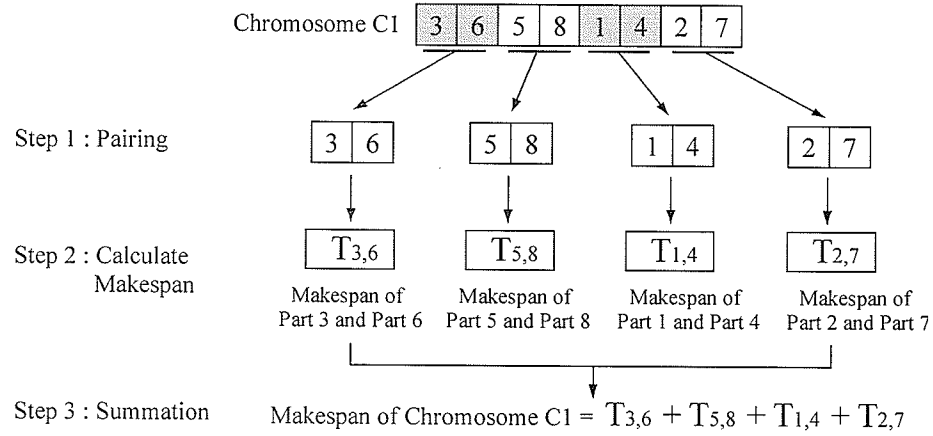 Chromosome C1 3 6 5 8 1 4 2 7
Step 1 : Pairing 3 6 5 8 1 4 2 7
Step 2 : Calculate Makespan T3,6 T5,8 T1,4 T2,7
Makespan of Part 3 and Part 6
Makespan of Part 5 and Part 8
Makespan of Part 1 and Part 4
Makespan of Part 2 and Part 7
Step 3 : Summation Makespan of Chromosome C1 = T3,6 + T5,8 + T1,4 + T2,7